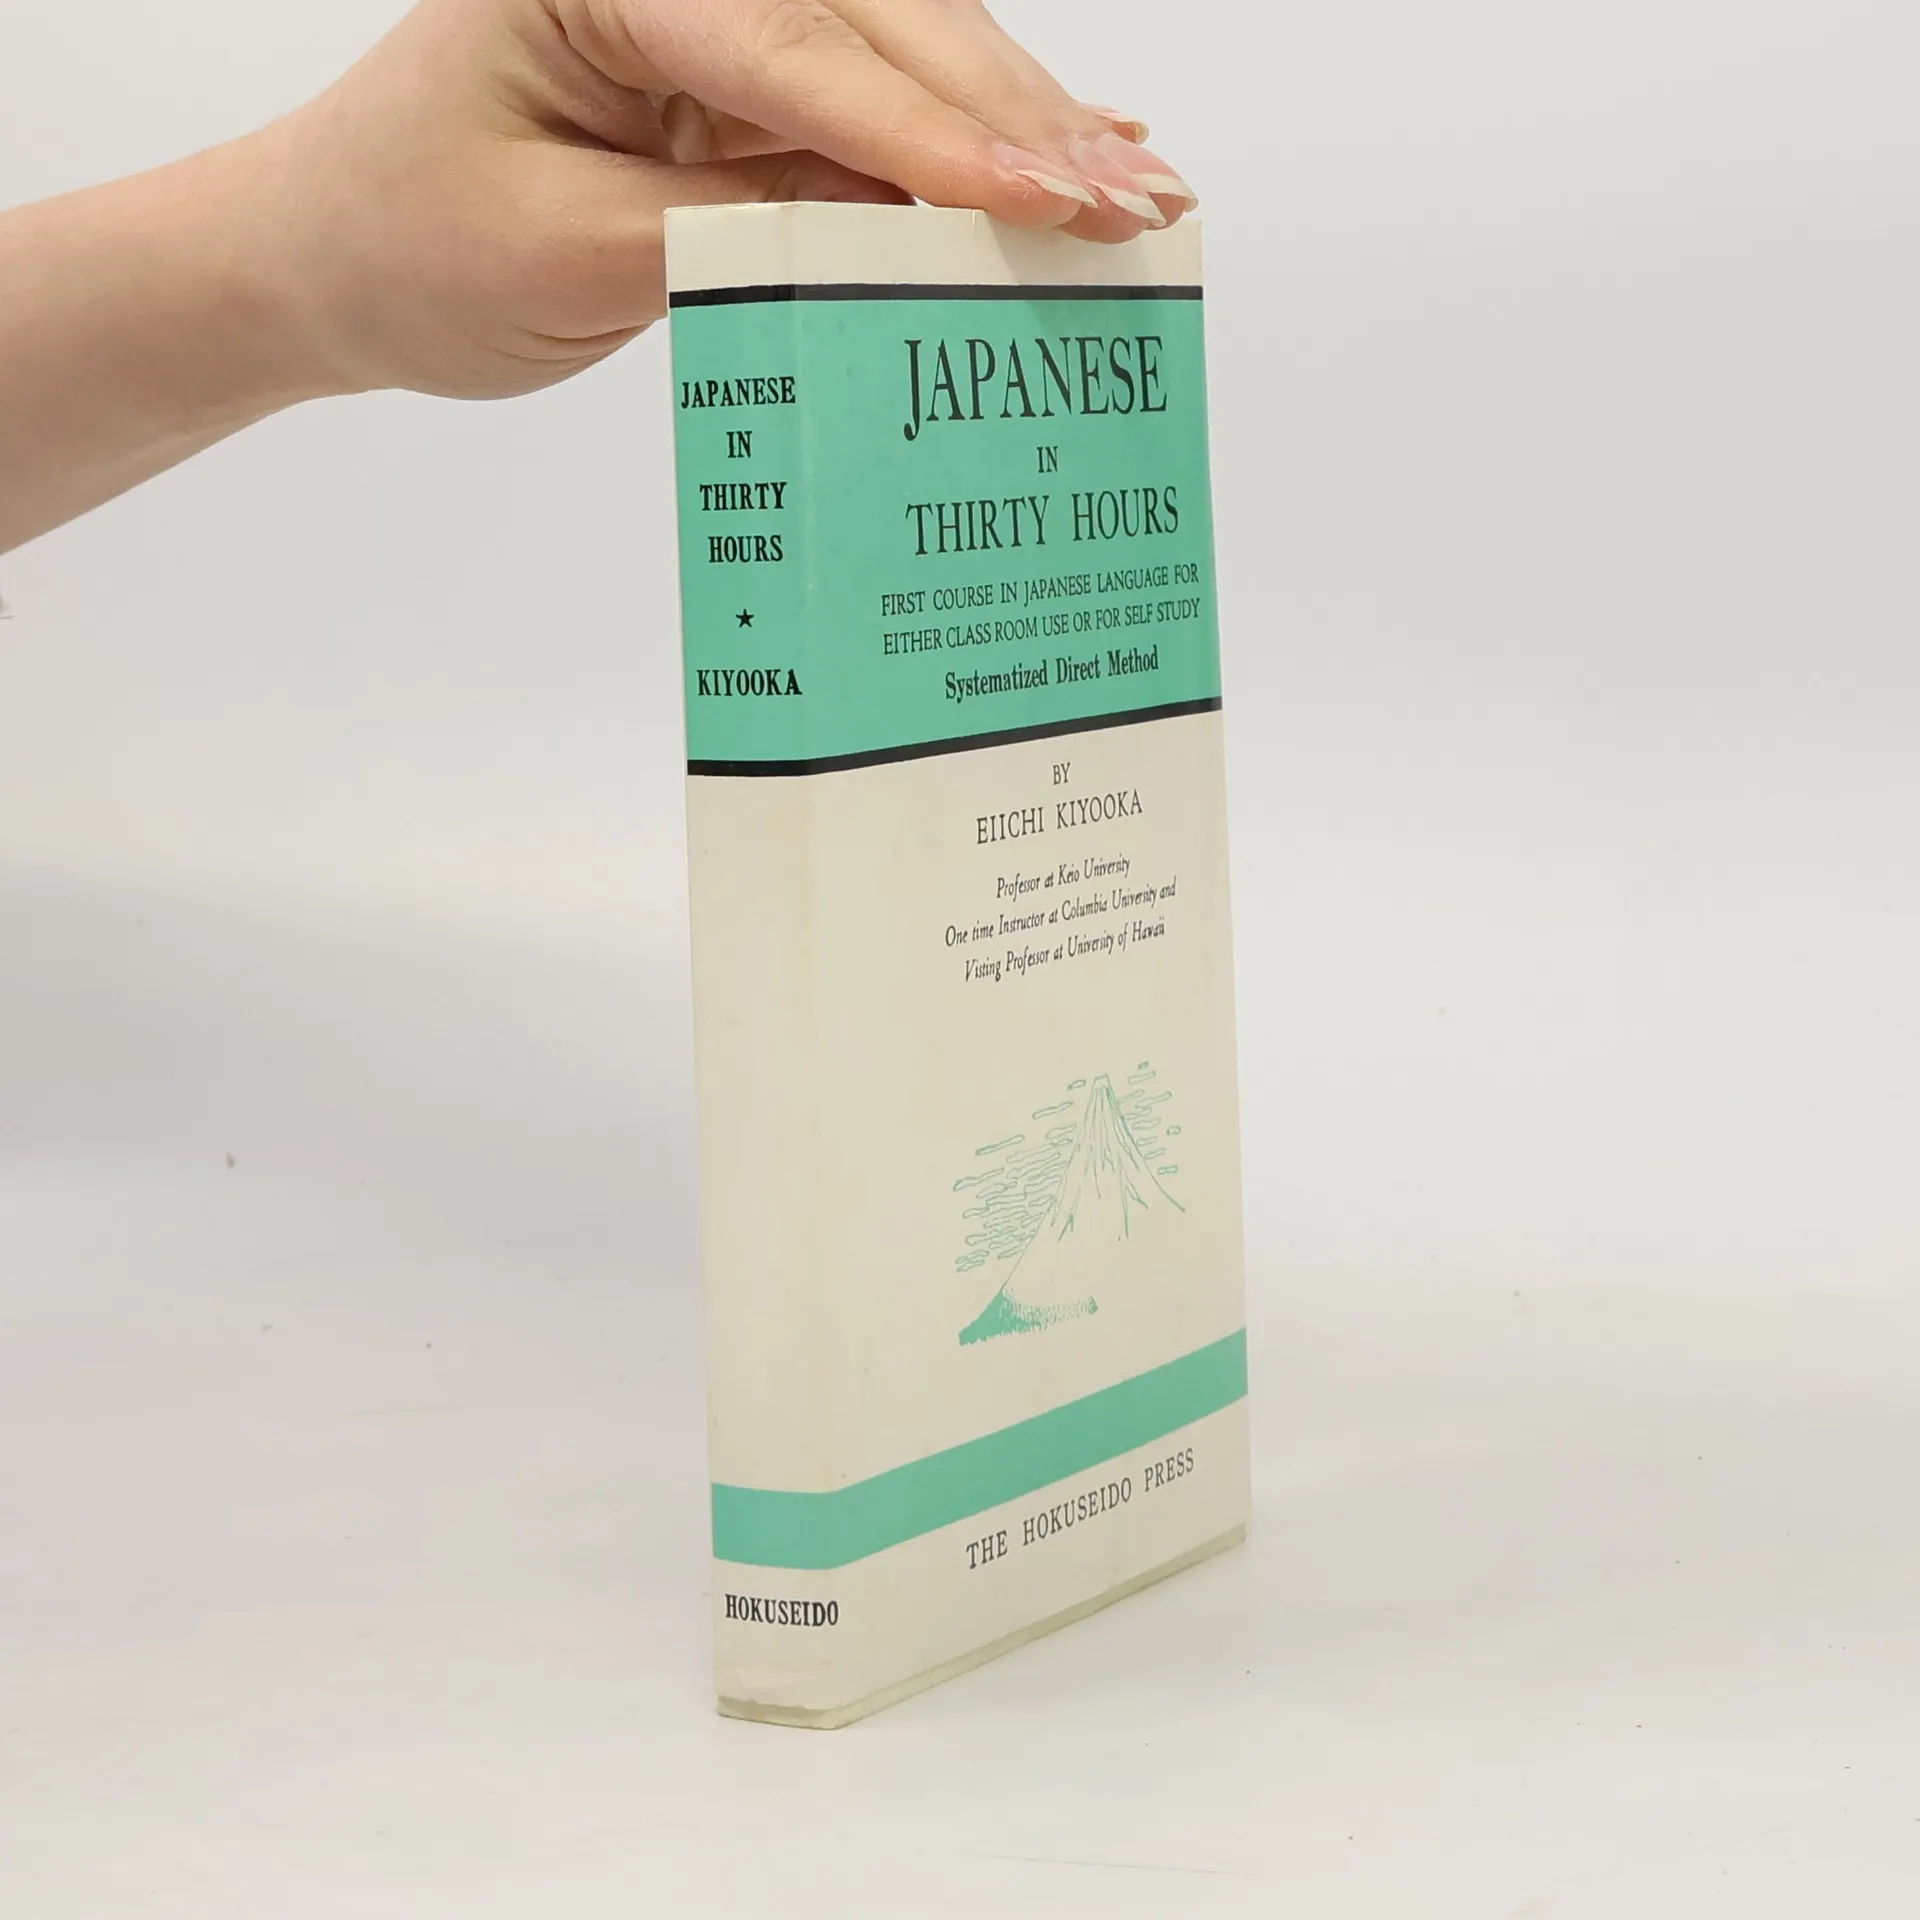 JAPANESE
IN
THIRTY
HOURS
★
KIYOOKA
HOKUSEIDO
JAPANESE
IN
THIRTY HOURS
FIRST COURSE IN JAPANESE LANGUAGE FOR
EITHER CLASS ROOM USE OR FOR SELF STUDY
Systematized Direct Method
BY
EIICHI KIYOOKA
Professor at Keio University
One time Instructor at Columbia University and
Visting Professor at University of Hawaii
THE HOKUSEIDO PRESS